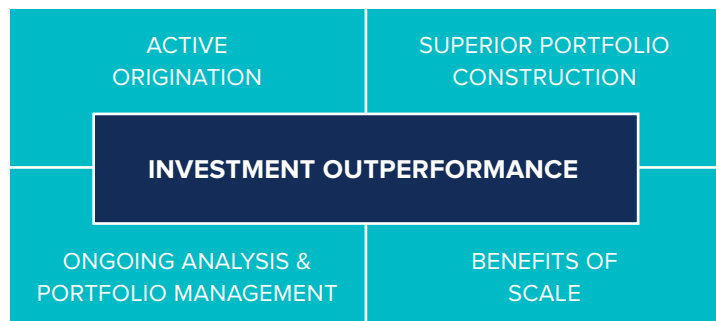 ACTIVE
ORIGINATION
SUPERIOR PORTFOLIO
CONSTRUCTION
INVESTMENT OUTPERFORMANCE
ONGOING ANALYSIS &
PORTFOLIO MANAGEMENT
BENEFITS OF
SCALE